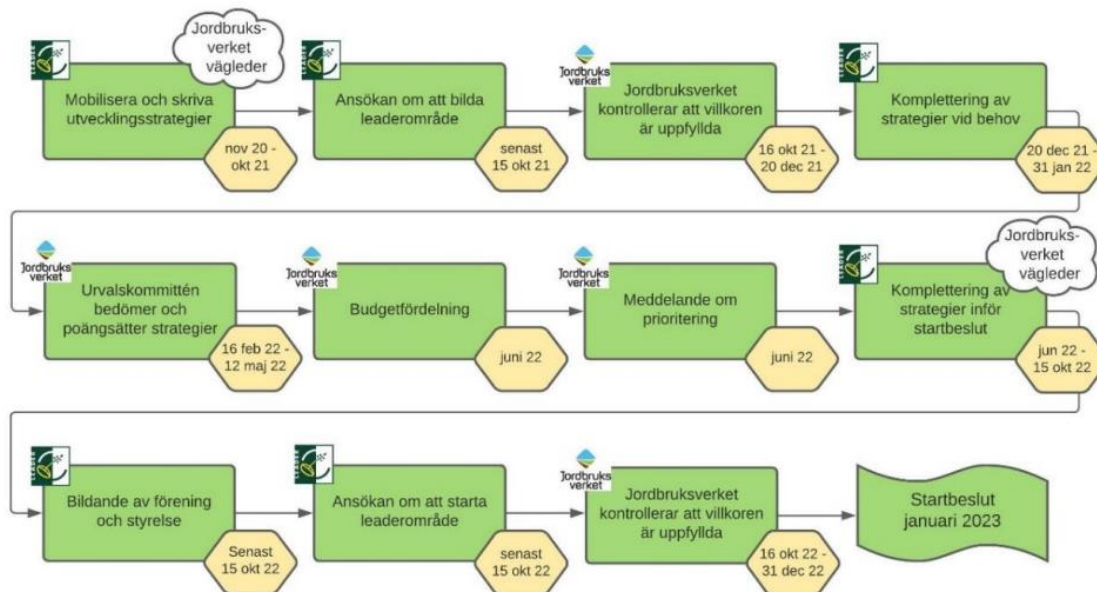 Jordbruks-
verket
vägleder
LEADER
Mobilisera och skriva
utvecklingsstrategier
nov 20 -
okt 21
Ansökan om att bilda
leaderområde
senast
15 okt 21
Jordbruks
verket
Jordbruksverket
kontrollerar att villkoren
är uppfyllda
16 okt 21 -
20 dec 21
LEADER
Komplettering av
strategier vid behov
20 dec 21 -
31 jan 22
Jordbruks
verket
Urvalskommittén
bedömer och
poängsätter strategier
16 feb 22 -
12 maj 22
Jordbruks
verket
Budgetfördelning
juni 22
Jordbruks
verket
Meddelande om
prioritering
juni 22
Jordbruks-
verket
vägleder
LEADER
Komplettering av
strategier inför
startbeslut
jun 22 -
15 okt 22
LEADER
Bildande av förening
och styrelse
Senast
15 okt 22
LEADER
Ansökan om att starta
leaderområde
senast
15 okt 22
Jordbruks
verket
Jordbruksverket
kontrollerar att villkoren
är uppfyllda
16 okt 22 -
31 dec 22
Startbeslut
januari 2023